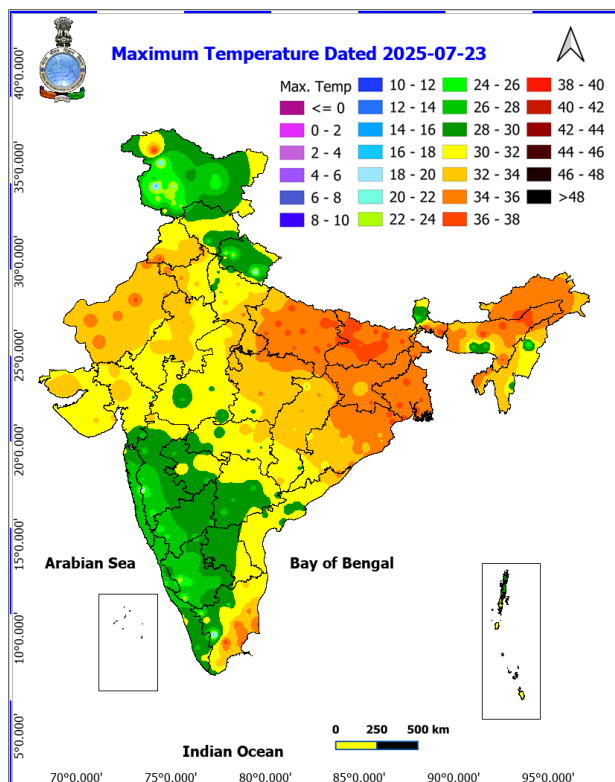 Maximum Temperature Dated 2025-07-23
Max. Temp
<= 0
0 - 2
2 - 4
4 - 6
6 - 8
8 - 10
10 - 12
12 - 14
14 - 16
16 - 18
18 - 20
20 - 22
22 - 24
24 - 26
26 - 28
28 - 30
30 - 32
32 - 34
34 - 36
36 - 38
38 - 40
40 - 42
42 - 44
44 - 46
46 - 48
>48
40°0.000'
35°0.000'
30°0.000'
25°0.000'
20°0.000'
15°0.000'
10°0.000'
5°0.000'
Arabian Sea
Bay of Bengal
Indian Ocean
0 250 500 km
70°0.000' 75°0.000' 80°0.000' 85°0.000' 90°0.000' 95°0.000'